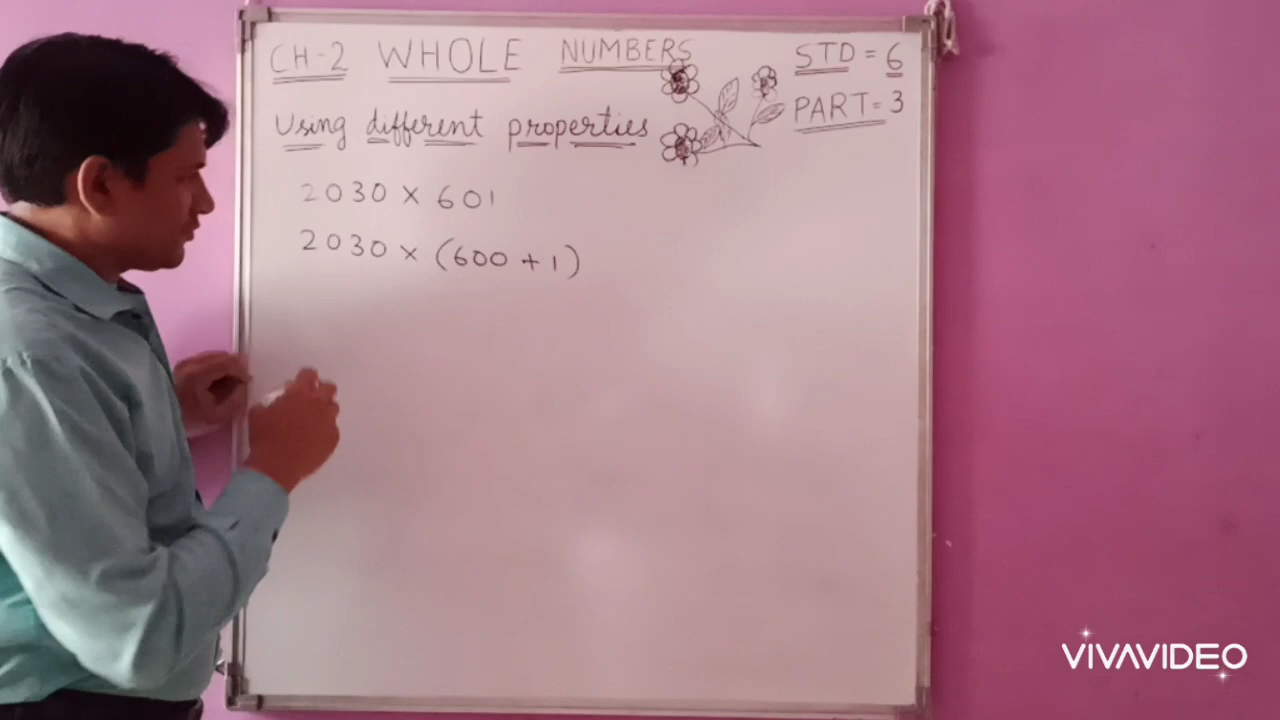 CH-2 WHOLE NUMBERS
STD = 6
PART = 3
Using different properties
2030 × 601
2030 × (600 + 1)
VIVAVIDEO